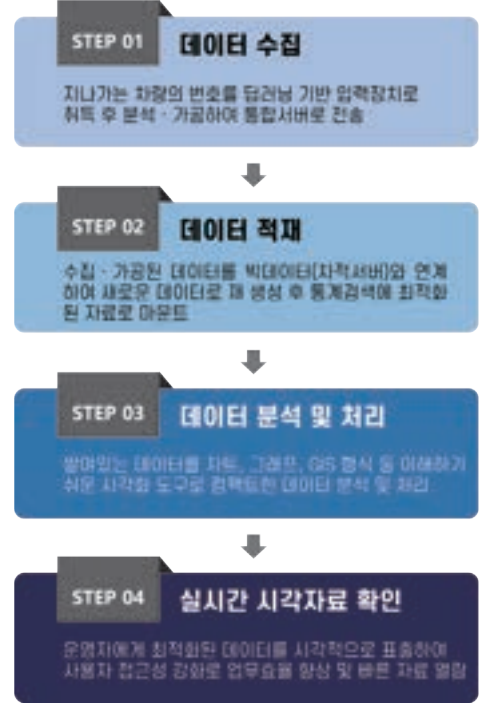 STEP 01
데이터 수집
지나가는 차량의 번호를 딥러닝 기반 입력장치로
취득 후 분석 · 가공하여 통합서버로 전송
STEP 02
데이터 적재
수집 · 가공된 데이터를 빅데이터(차적서버)와 연계
하여 새로운 데이터로 재 생성 후 통계검색에 최적화
된 자료로 마운트
STEP 03
데이터 분석 및 처리
쌓여있는 데이터를 차트, 그래프, GIS 형식 등 이해하기
쉬운 시각화 도구로 컴팩트한 데이터 분석 및 처리
STEP 04
실시간 시각자료 확인
운영자에게 최적화된 데이터를 시각적으로 표출하여
사용자 접근성 강화로 업무효율 향상 및 빠른 자료 열람